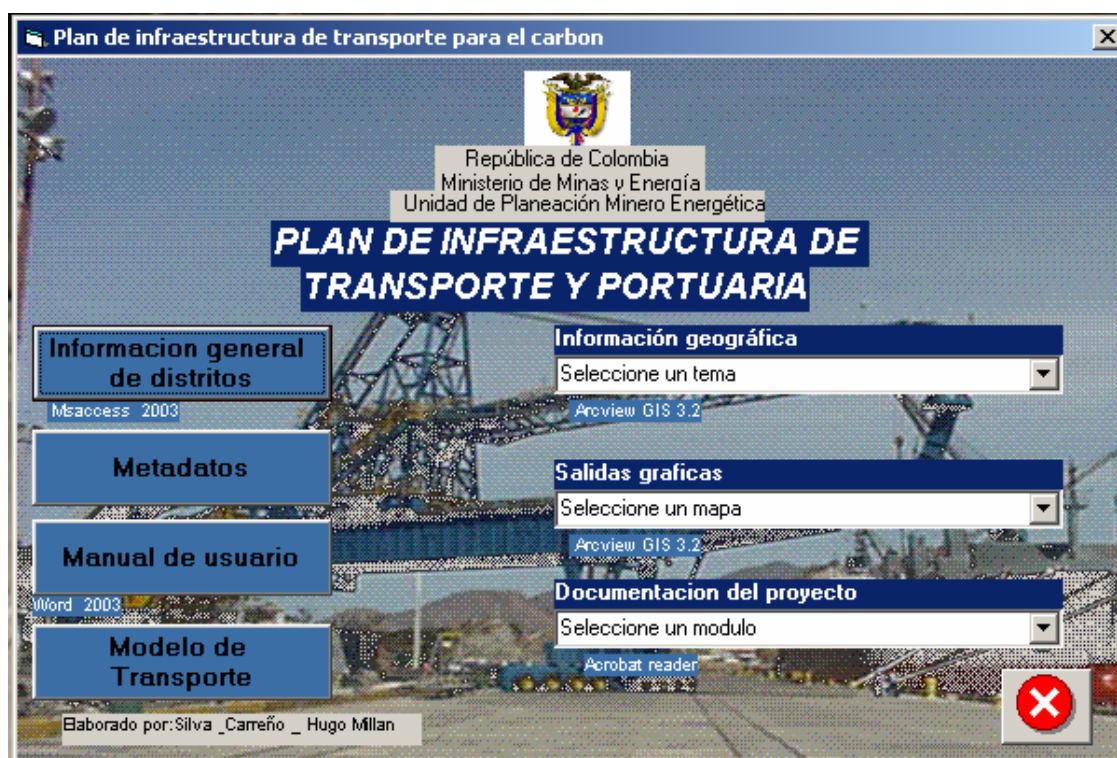 Plan de infraestructura de transporte para el carbon
República de Colombia
Ministerio de Minas y Energía
Unidad de Planeación Minero Energética
PLAN DE INFRAESTRUCTURA DE
TRANSPORTE Y PORTUARIA
Informacion general
de distritos
Msaccess 2003
Metadatos
Manual de usuario
Word 2003
Modelo de
Transporte
Información geográfica
Seleccione un tema
Arcview GIS 3.2
Salidas graficas
Seleccione un mapa
Arcview GIS 3.2
Documentacion del proyecto
Seleccione un modulo
Acrobat reader
Elaborado por:Silva _Carreño _ Hugo Millan